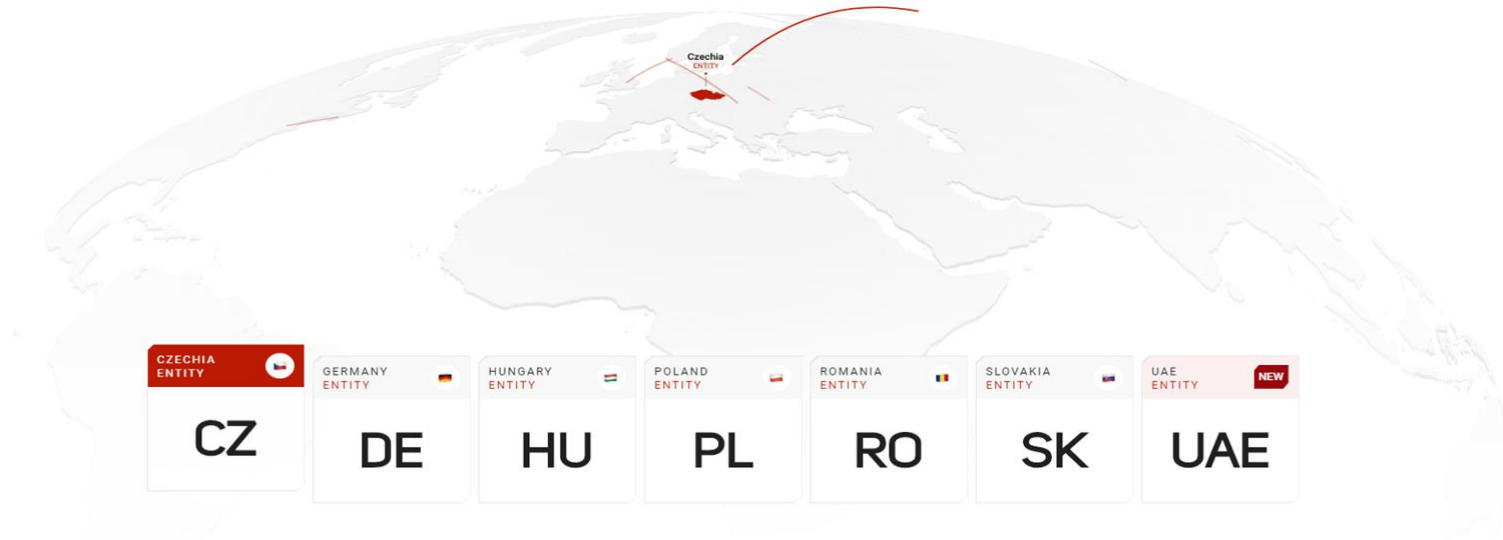 Czechia
ENTITY
CZECHIA
ENTITY
CZ
GERMANY
ENTITY
DE
HUNGARY
ENTITY
HU
POLAND
ENTITY
PL
ROMANIA
ENTITY
RO
SLOVAKIA
ENTITY
SK
UAE
ENTITY
NEW
UAE